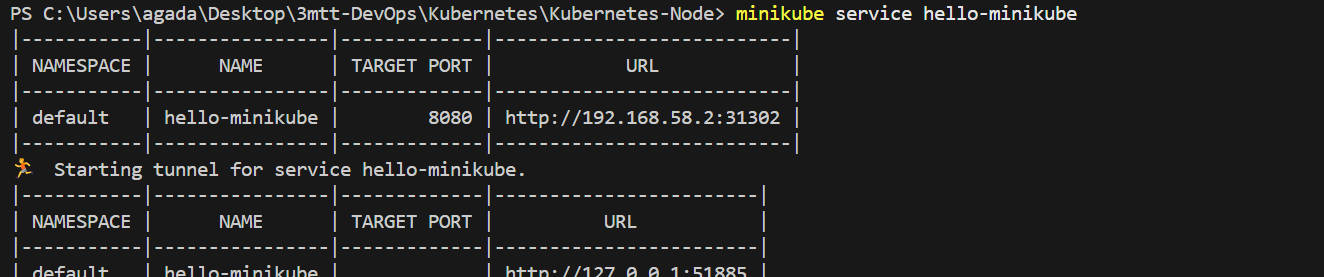 PS C:\Users\agada\Desktop\3mtt-DevOps\Kubernetes\Kubernetes-Node> minikube service hello-minikube
|-----------|----------------|-------------|---------------------------|
| NAMESPACE |      NAME      | TARGET PORT |            URL            |
|-----------|----------------|-------------|---------------------------|
| default   | hello-minikube |        8080 | http://192.168.58.2:31302 |
|-----------|----------------|-------------|---------------------------|
🏃  Starting tunnel for service hello-minikube.
|-----------|----------------|-------------|------------------------|
| NAMESPACE |      NAME      | TARGET PORT |          URL           |
|-----------|----------------|-------------|------------------------|
| default   | hello-minikube |             | http://127.0.0.1:51885 |